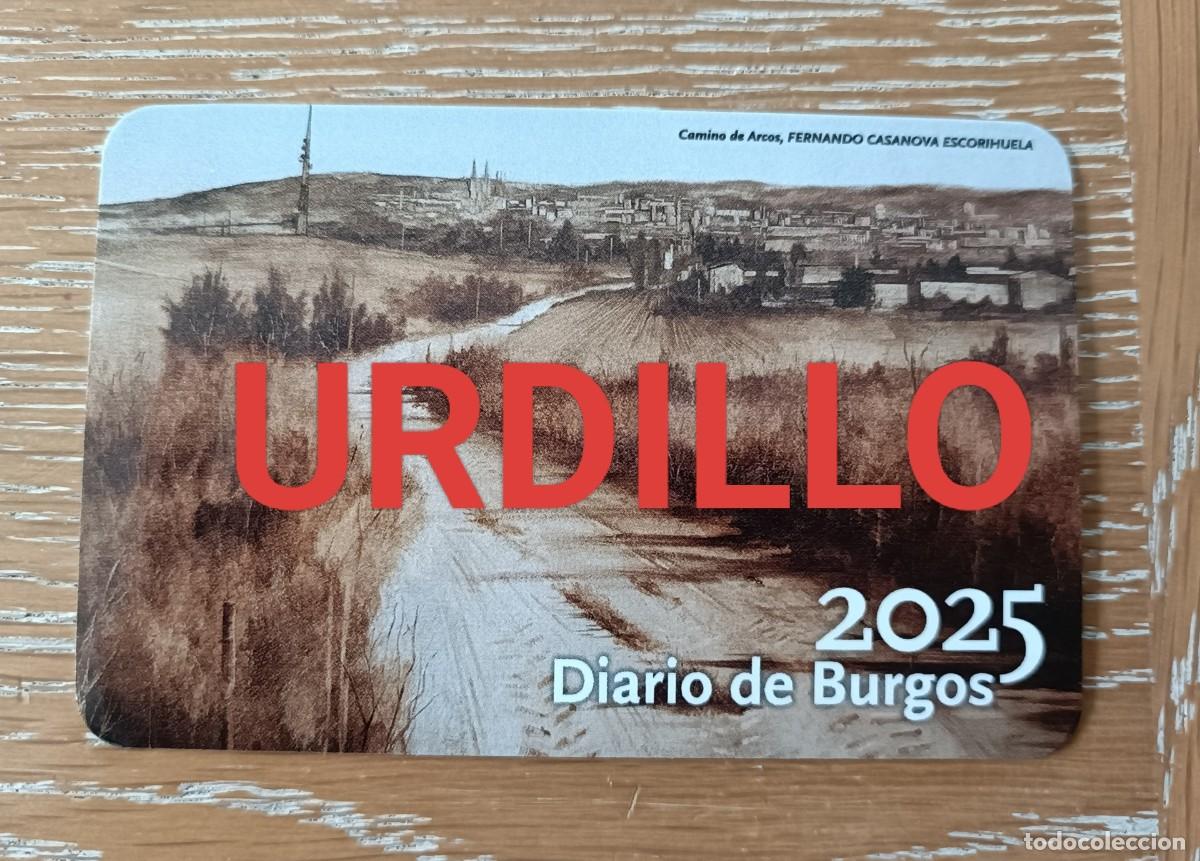 Camino de Arcos, FERNANDO CASANOVA ESCORIHUELA
URDILLO
2025
Diario de Burgos
todocoleccion